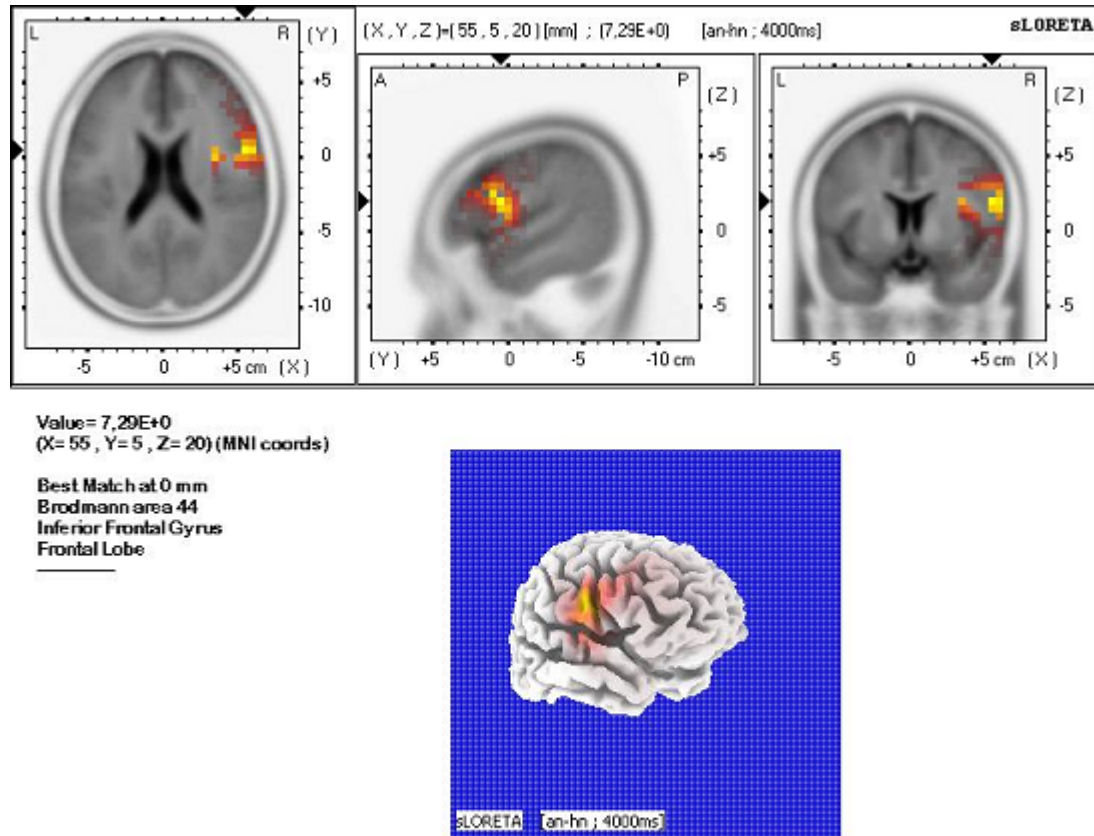 (X, Y, Z)=(55, 5, 20)[mm] ; (7,29E+0) [an-hn ; 4000ms] sLORETA
L R (Y)
+5
0
-5
-10
-5 0 +5 cm (X)
A P (Z)
+5
0
-5
(Y) +5 0 -5 -10 cm
L R (Z)
+5
0
-5
-5 0 +5 cm (X)
Value= 7,29E+0
(X= 55 , Y= 5 , Z= 20) (MNI coords)
Best Match at 0 mm
Brodmann area 44
Inferior Frontal Gyrus
Frontal Lobe
sLORETA [an-hn ; 4000ms]